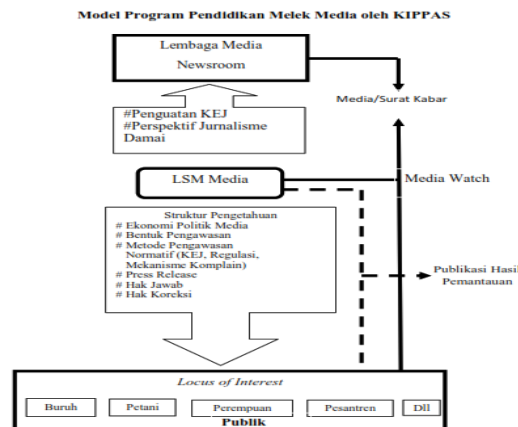 Model Program Pendidikan Melek Media oleh KIPPAS
Lembaga Media
Newsroom
Media/Surat Kabar
#Penguatan KEJ
#Perspektif Jurnalisme
Damai
LSM Media
Media Watch
Struktur Pengetahuan
# Ekonomi Politik Media
# Bentuk Pengawasan
# Metode Pengawasan
Normatif (KEJ, Regulasi,
Mekanisme Komplain)
# Press Release
# Hak Jawab
# Hak Koreksi
Publikasi Hasil
Pemantauan
Locus of Interest
Buruh
Petani
Perempuan
Pesantren
Dll
Publik